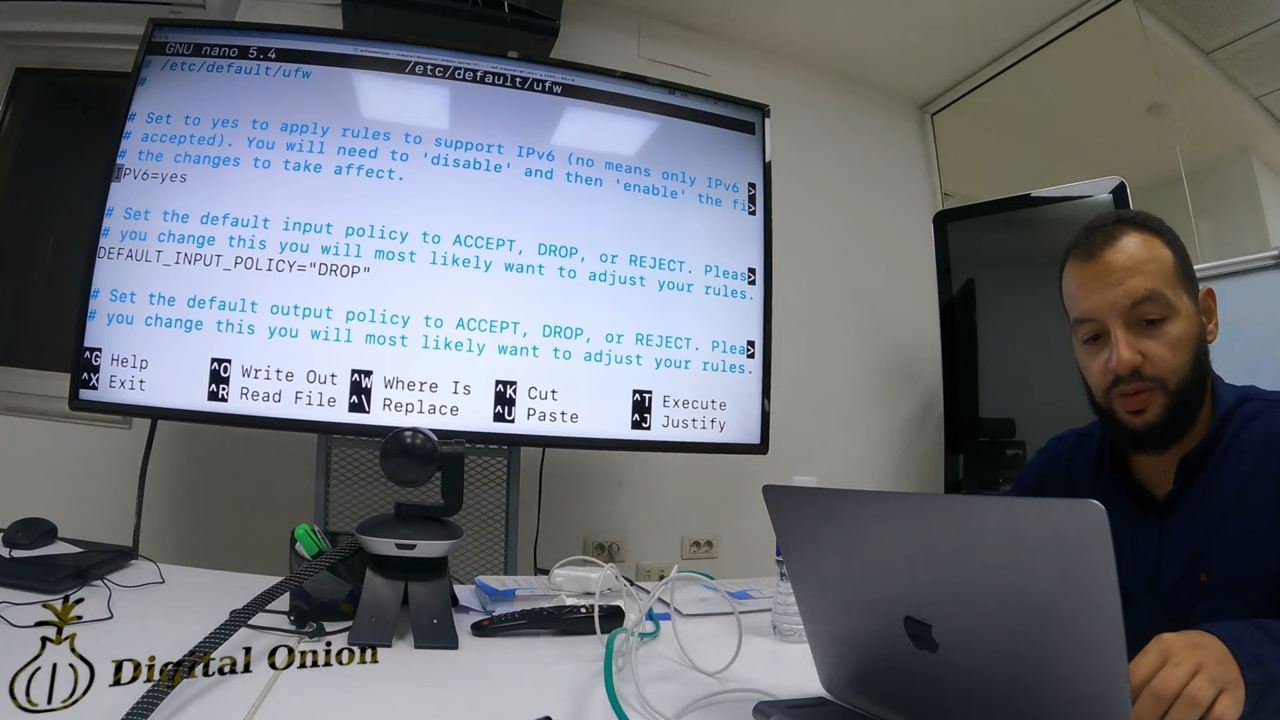 GNU nano 5.4
/etc/default/ufw
# /etc/default/ufw
#
# Set to yes to apply rules to support IPv6 (no means only IPv6 >
# accepted). You will need to 'disable' and then 'enable' the fi>
# the changes to take affect.
IPV6=yes
# Set the default input policy to ACCEPT, DROP, or REJECT. Pleas>
# you change this you will most likely want to adjust your rules.
DEFAULT_INPUT_POLICY="DROP"
# Set the default output policy to ACCEPT, DROP, or REJECT. Plea>
# you change this you will most likely want to adjust your rules.
^G Help ^O Write Out ^W Where Is ^K Cut ^T Execute
^X Exit ^R Read File ^\ Replace ^U Paste ^J Justify
Digital Onion